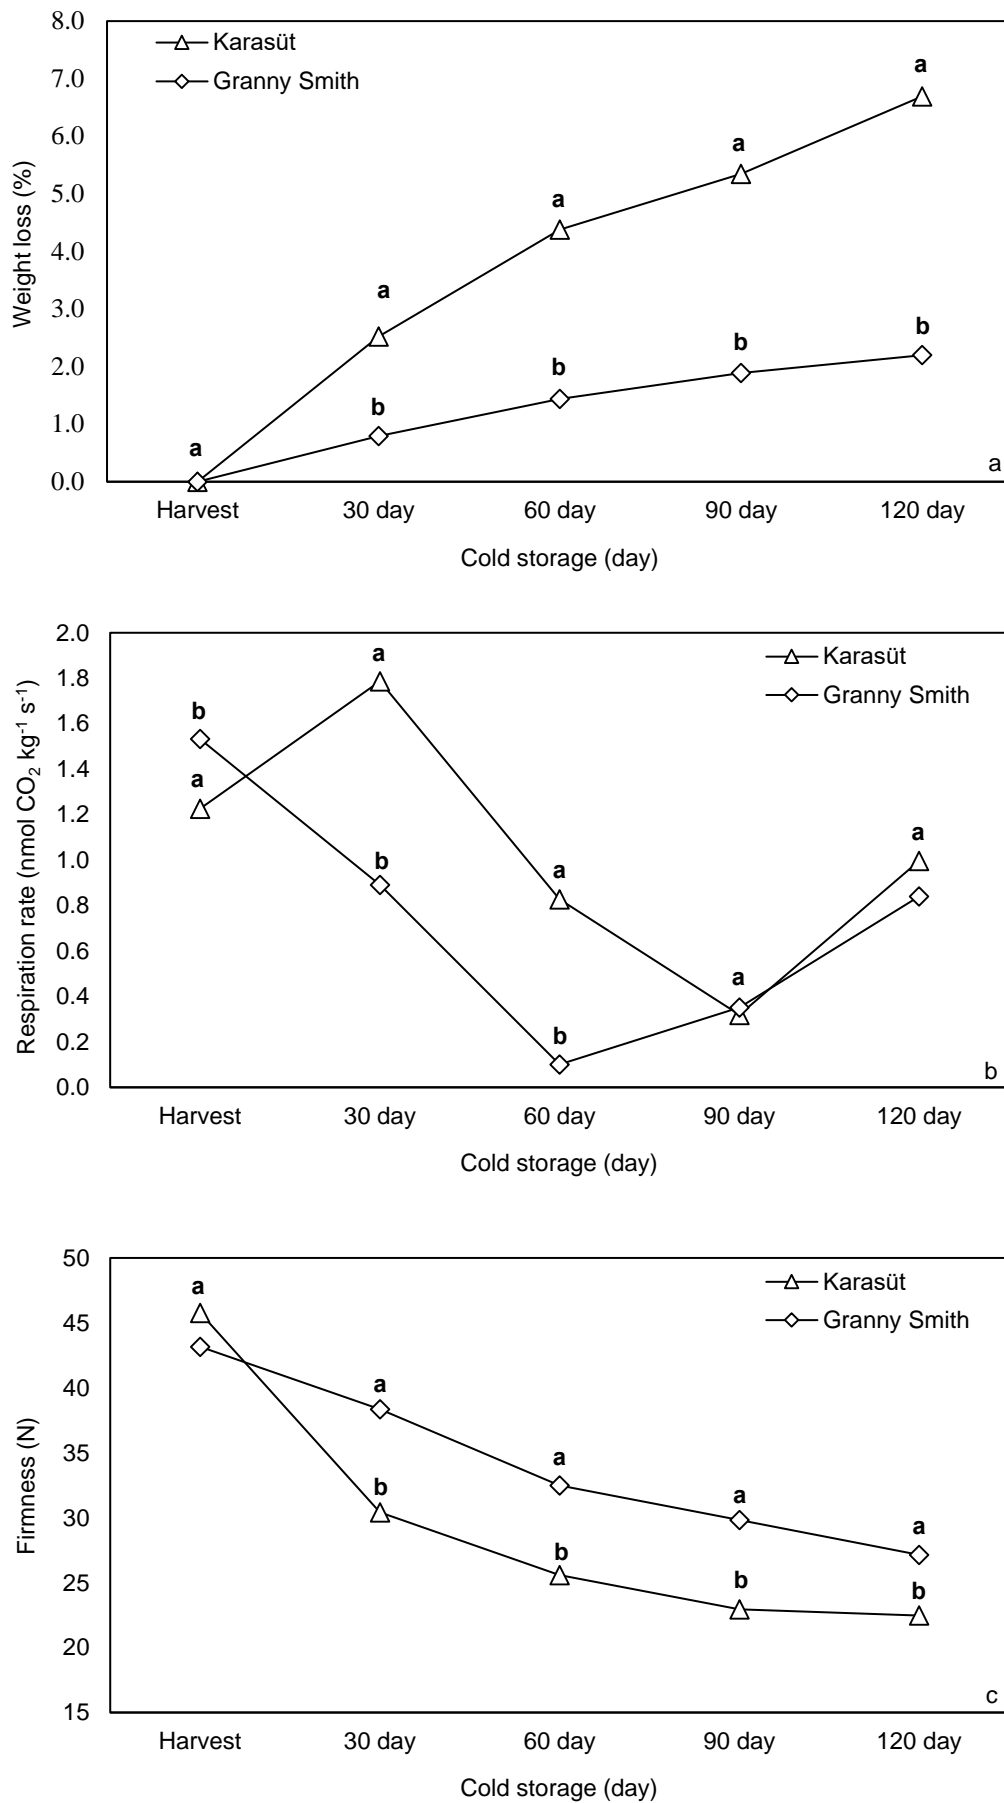 8.0
7.0
6.0
5.0
4.0
3.0
2.0
1.0
0.0
Weight loss (%)
Karasüt
Granny Smith
a
a
a
a
a
b
b
b
b
a
Harvest 30 day 60 day 90 day 120 day
Cold storage (day)
2.0
1.8
1.6
1.4
1.2
1.0
0.8
0.6
0.4
0.2
0.0
Respiration rate (nmol CO₂ kg⁻¹ s⁻¹)
Karasüt
Granny Smith
b
a
a
b
a
b
a
a
b
Harvest 30 day 60 day 90 day 120 day
Cold storage (day)
50
45
40
35
30
25
20
15
Firmness (N)
Karasüt
Granny Smith
a
a
b
a
b
a
b
a
b
c
Harvest 30 day 60 day 90 day 120 day
Cold storage (day)